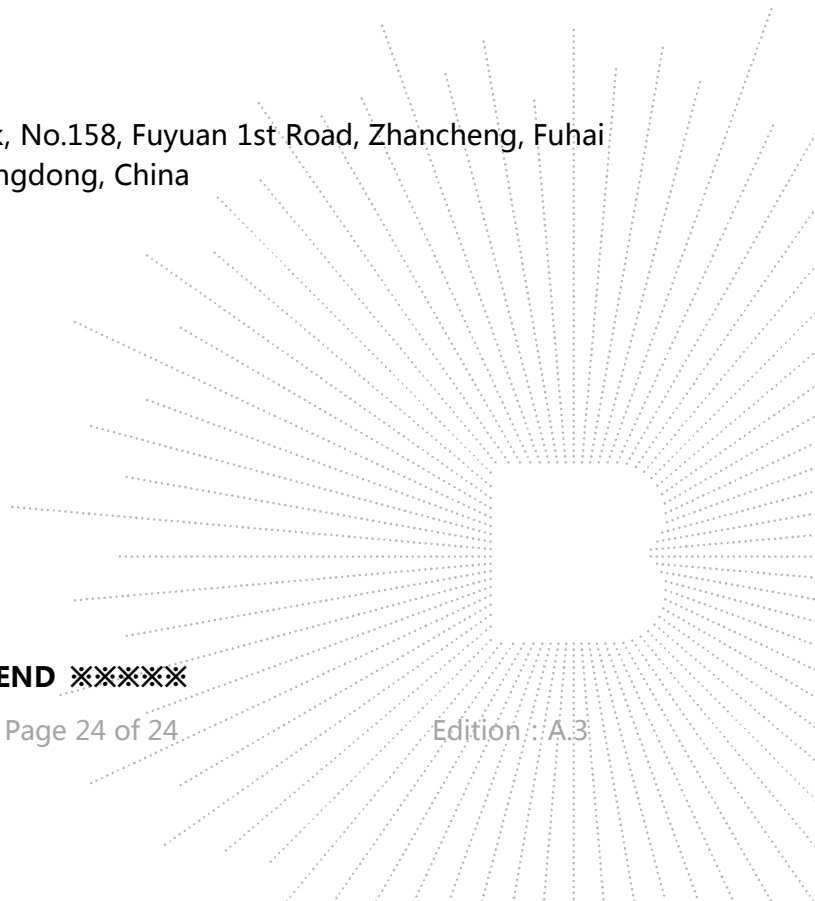 , No.158, Fuyuan 1st Road, Zhancheng, Fuhai
ngdong, China
END ※※※※※
Page 24 of 24 Edition：A.3